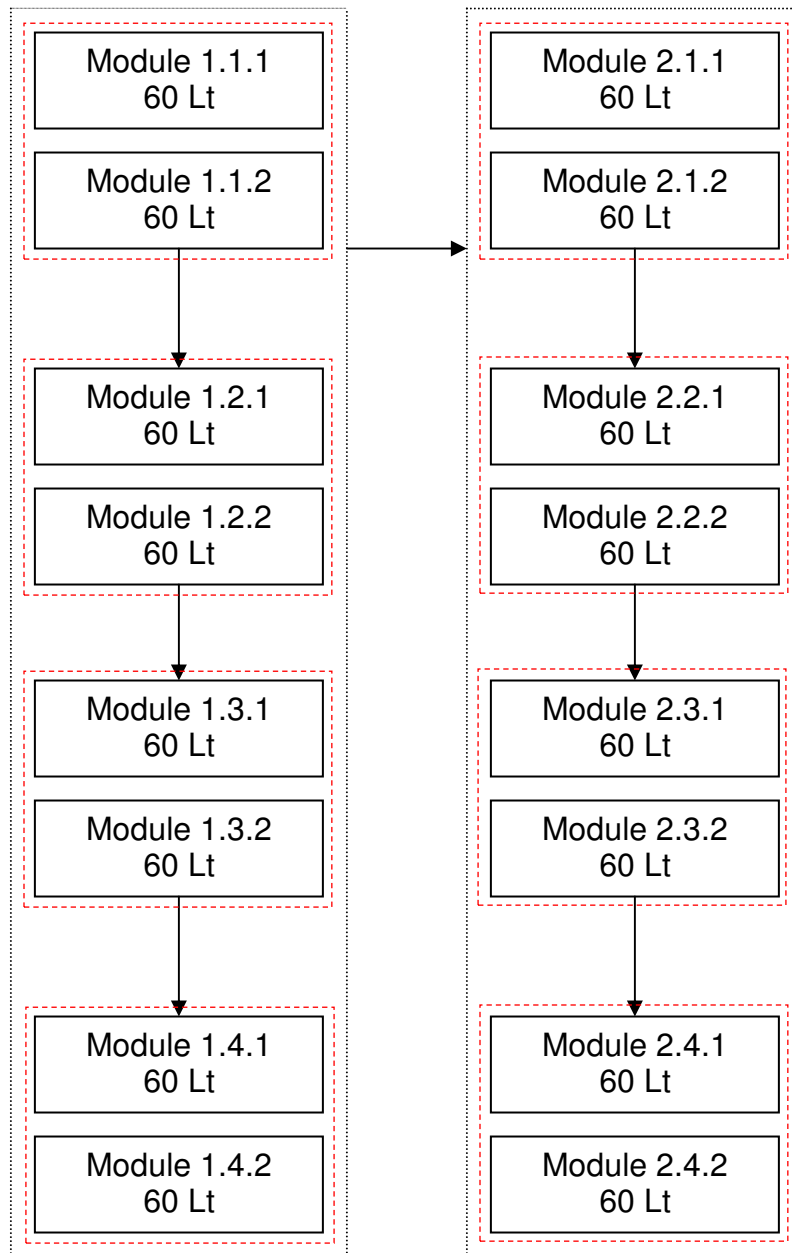 Module 1.1.1
60 Lt
Module 1.1.2
60 Lt
Module 1.2.1
60 Lt
Module 1.2.2
60 Lt
Module 1.3.1
60 Lt
Module 1.3.2
60 Lt
Module 1.4.1
60 Lt
Module 1.4.2
60 Lt
Module 2.1.1
60 Lt
Module 2.1.2
60 Lt
Module 2.2.1
60 Lt
Module 2.2.2
60 Lt
Module 2.3.1
60 Lt
Module 2.3.2
60 Lt
Module 2.4.1
60 Lt
Module 2.4.2
60 Lt